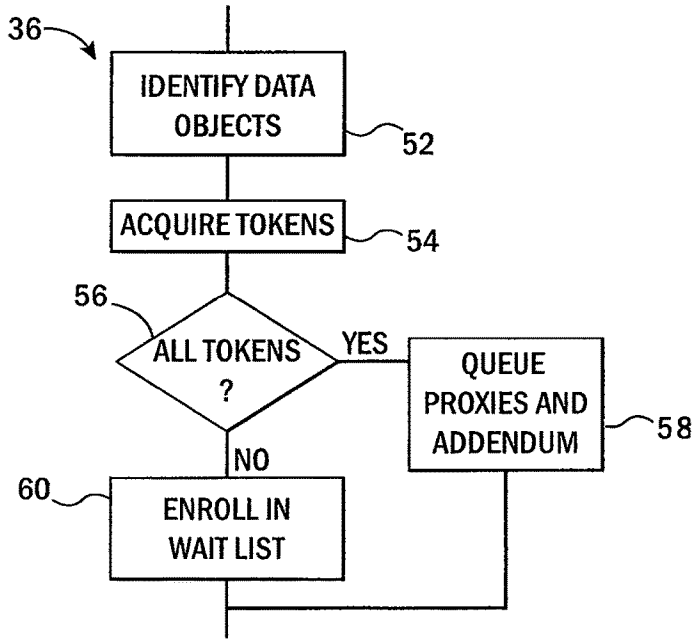 36
IDENTIFY DATA
OBJECTS
52
ACQUIRE TOKENS
54
56
ALL TOKENS
?
YES
QUEUE
PROXIES AND
ADDENDUM
58
NO
60
ENROLL IN
WAIT LIST